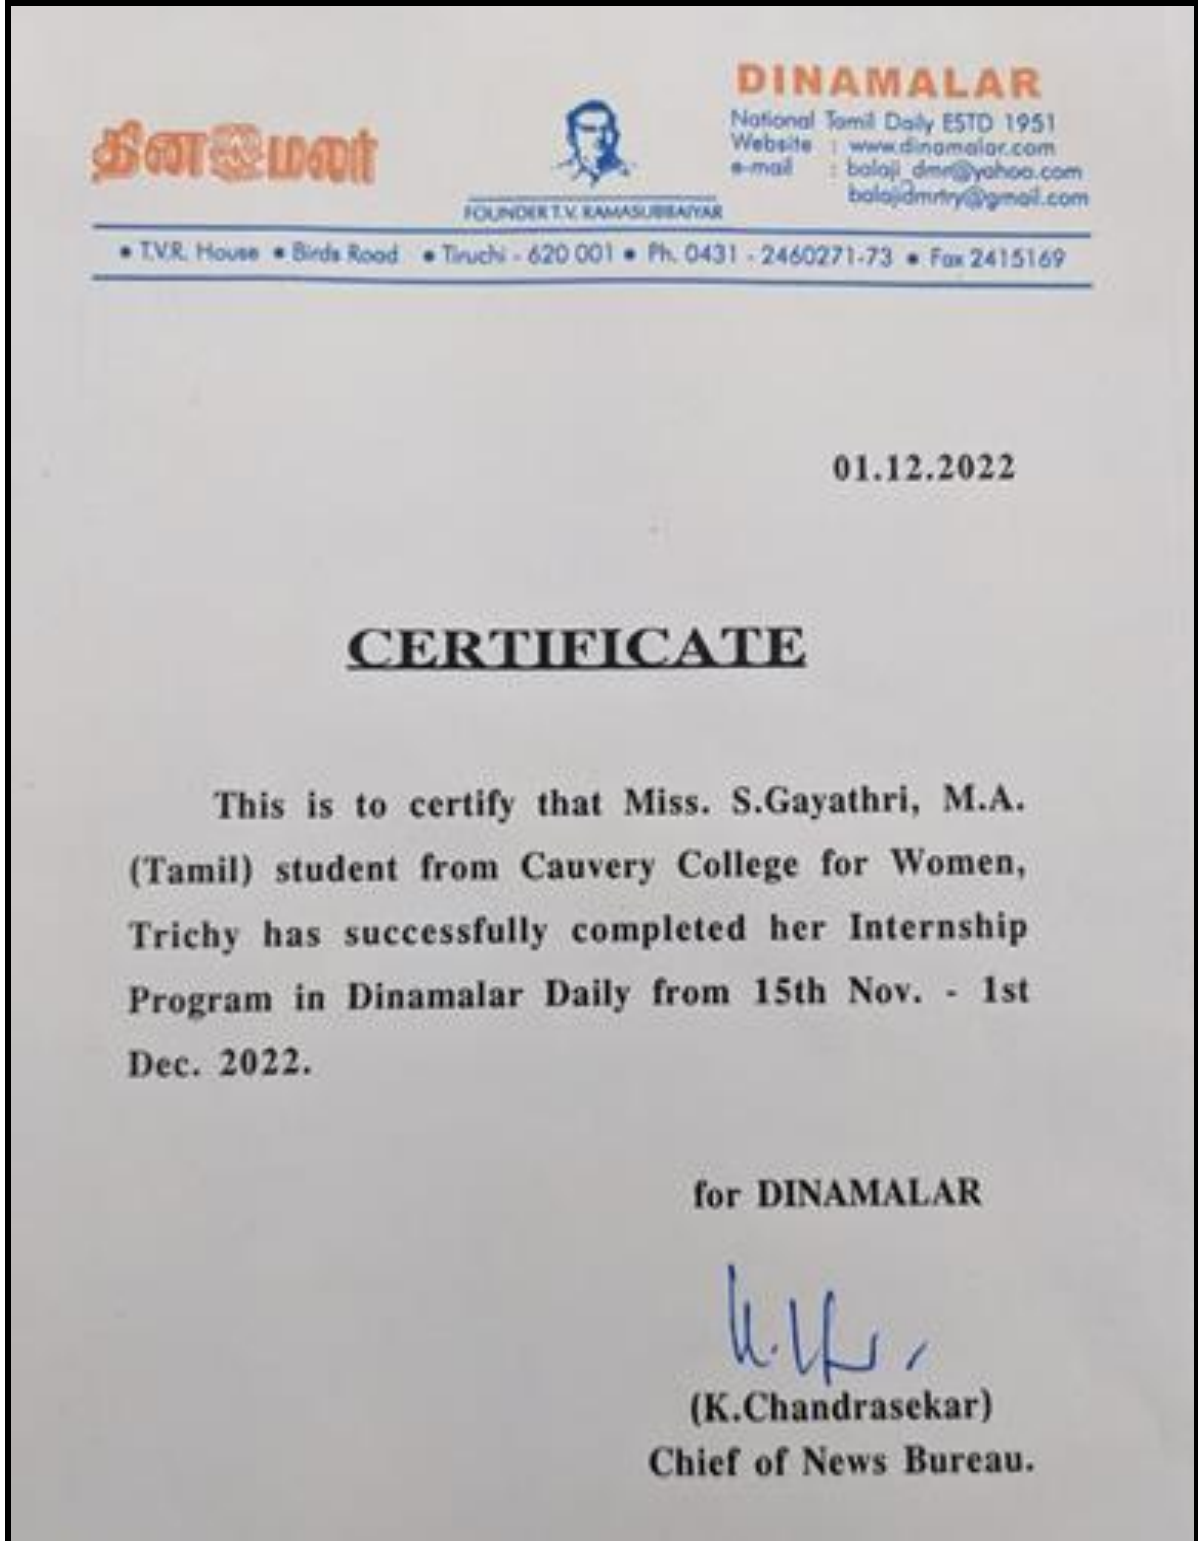 தினமலர்
FOUNDER T.V. RAMASUBBAIYAR
DINAMALAR
National Tamil Daily ESTD 1951
Website : www.dinamalar.com
e-mail : balaji_dmr@yahoo.com
balajidmrtry@gmail.com
• T.V.R. House • Birds Road • Tiruchi - 620 001 • Ph. 0431 - 2460271-73 • Fax 2415169
01.12.2022
CERTIFICATE
This is to certify that Miss. S.Gayathri, M.A.
(Tamil) student from Cauvery College for Women,
Trichy has successfully completed her Internship
Program in Dinamalar Daily from 15th Nov. - 1st
Dec. 2022.
for DINAMALAR
(K.Chandrasekar)
Chief of News Bureau.